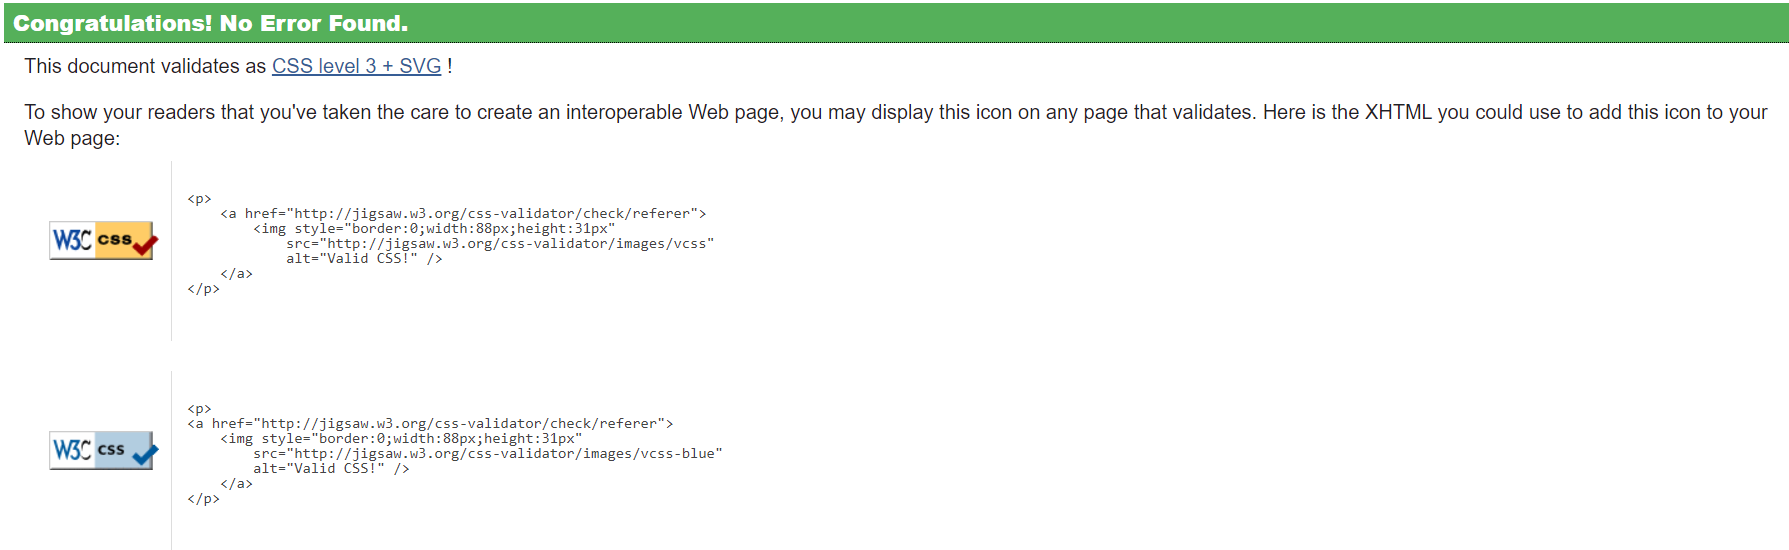 Congratulations! No Error Found.
This document validates as CSS level 3 + SVG !
To show your readers that you've taken the care to create an interoperable Web page, you may display this icon on any page that validates. Here is the XHTML you could use to add this icon to your
Web page:
<p>
    <a href="http://jigsaw.w3.org/css-validator/check/referer">
        <img style="border:0;width:88px;height:31px"
W3C css
            src="http://jigsaw.w3.org/css-validator/images/vcss"
            alt="Valid CSS!" />
    </a>
</p>
<p>
<a href="http://jigsaw.w3.org/css-validator/check/referer">
    <img style="border:0;width:88px;height:31px"
W3C css
        src="http://jigsaw.w3.org/css-validator/images/vcss-blue"
        alt="Valid CSS!" />
    </a>
</p>